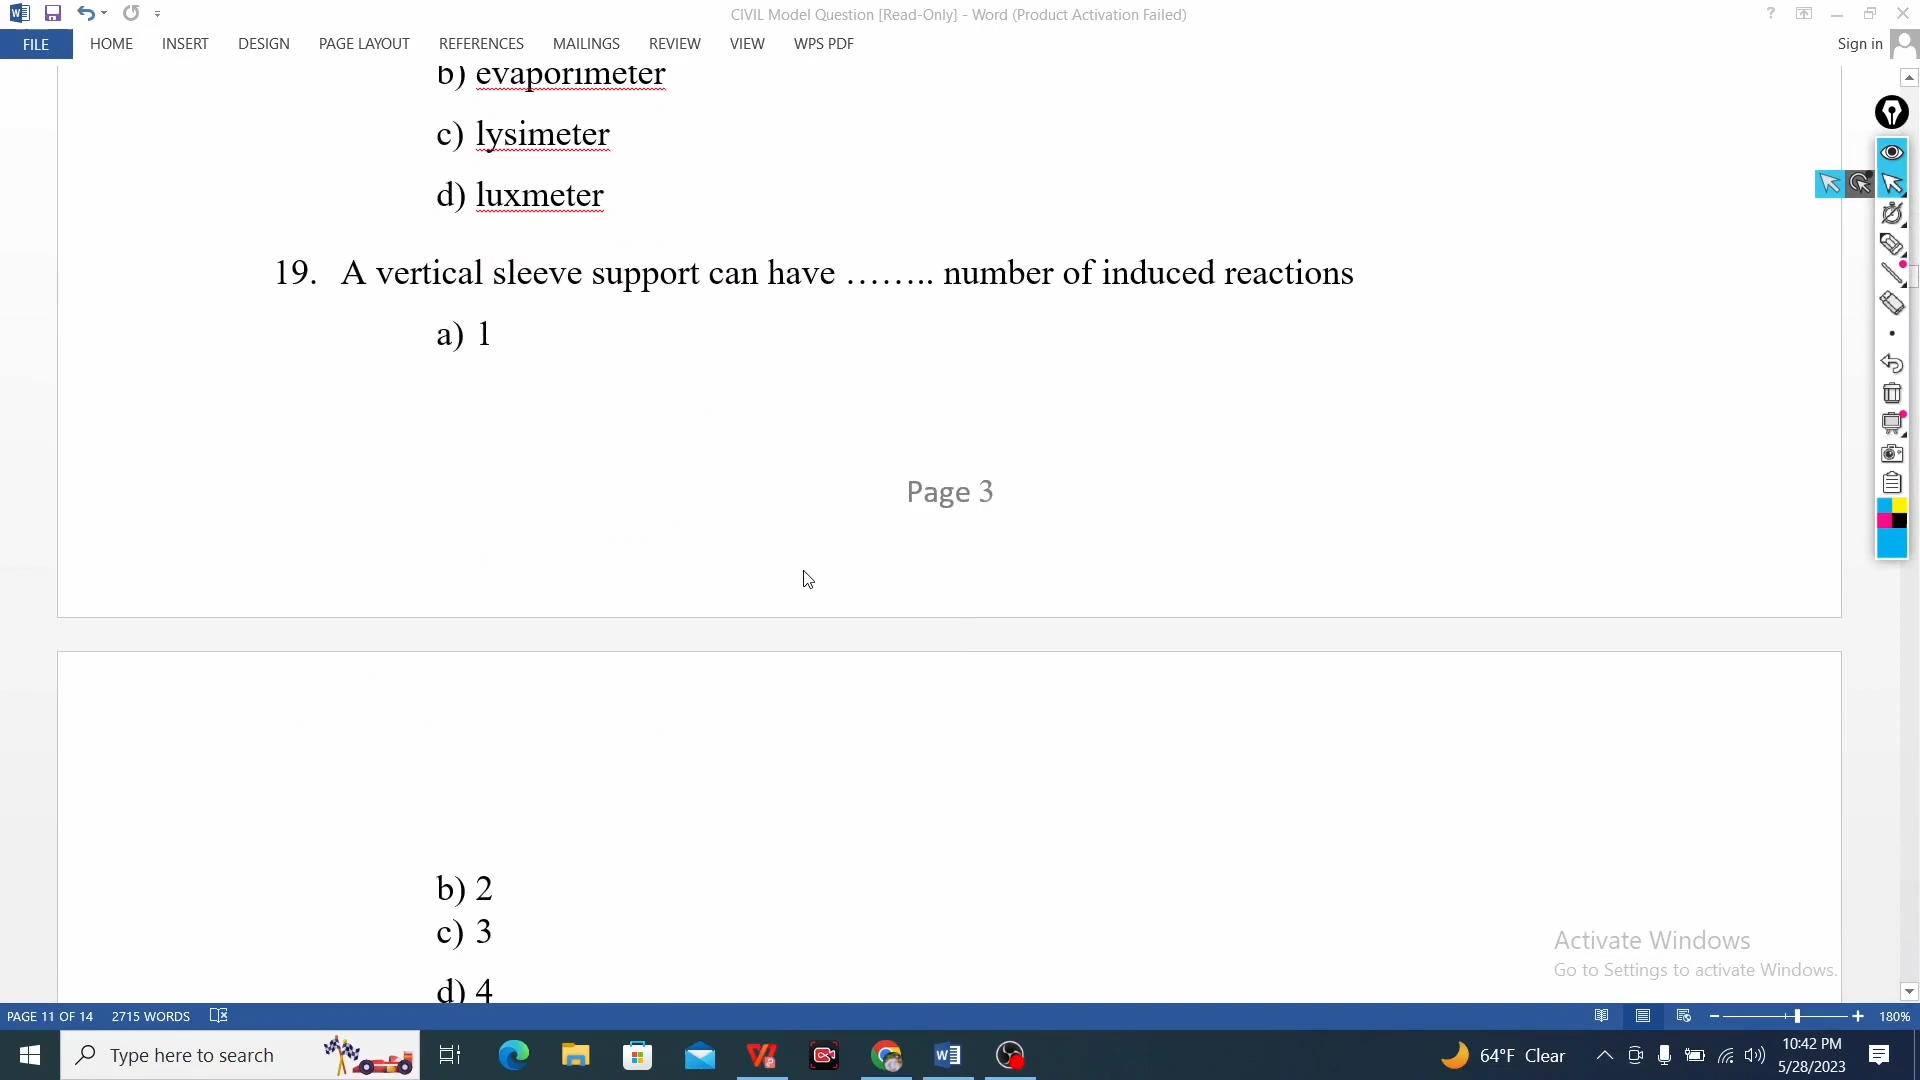 CIVIL Model Question [Read-Only] - Word (Product Activation Failed)
FILE HOME INSERT DESIGN PAGE LAYOUT REFERENCES MAILINGS REVIEW VIEW WPS PDF Sign in
b) evaporimeter
c) lysimeter
d) luxmeter
19. A vertical sleeve support can have …….. number of induced reactions
a) 1
Page 3
b) 2
c) 3
d) 4
Activate Windows
Go to Settings to activate Windows.
PAGE 11 OF 14 2715 WORDS 180%
Type here to search 64°F Clear 10:42 PM
5/28/2023